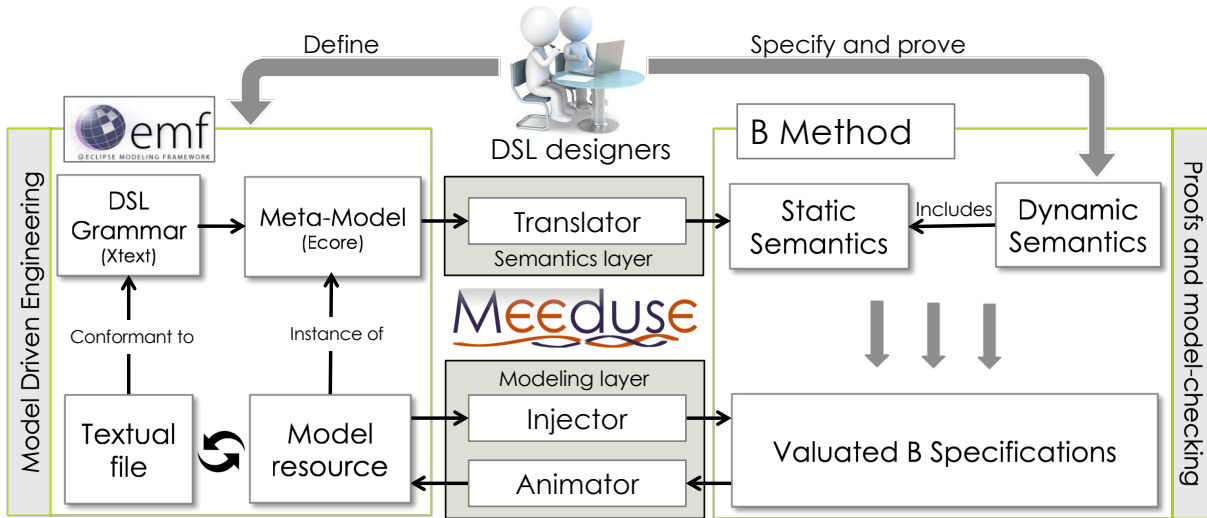 Define
Specify and prove
emf
ECLIPSE MODELING FRAMEWORK
DSL designers
B Method
Model Driven Engineering
Proofs and model-checking
DSL
Grammar
(Xtext)
Meta-Model
(Ecore)
Translator
Semantics layer
Static
Semantics
Includes
Dynamic
Semantics
Conformant to
Instance of
MEEDUSE
Modeling layer
Textual
file
Model
resource
Injector
Animator
Valuated B Specifications